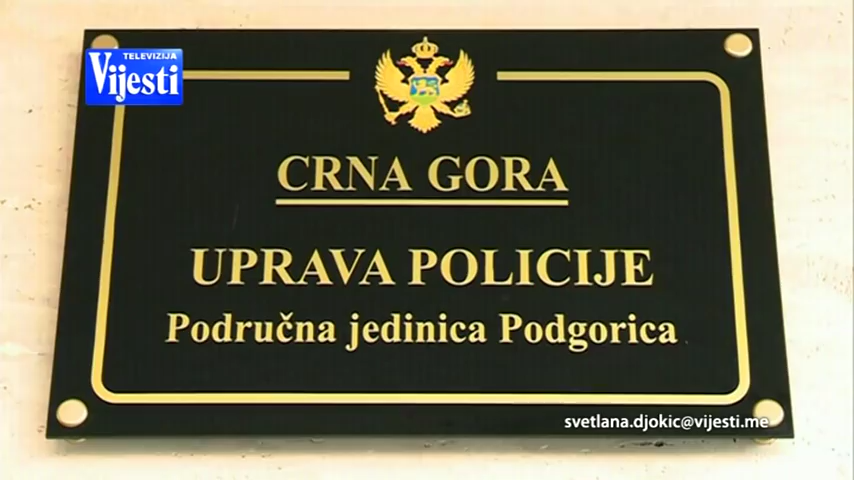 TELEVIZIJA
Vijesti
CRNA GORA
UPRAVA POLICIJE
Područna jedinica Podgorica
svetlana.djokic@vijesti.me